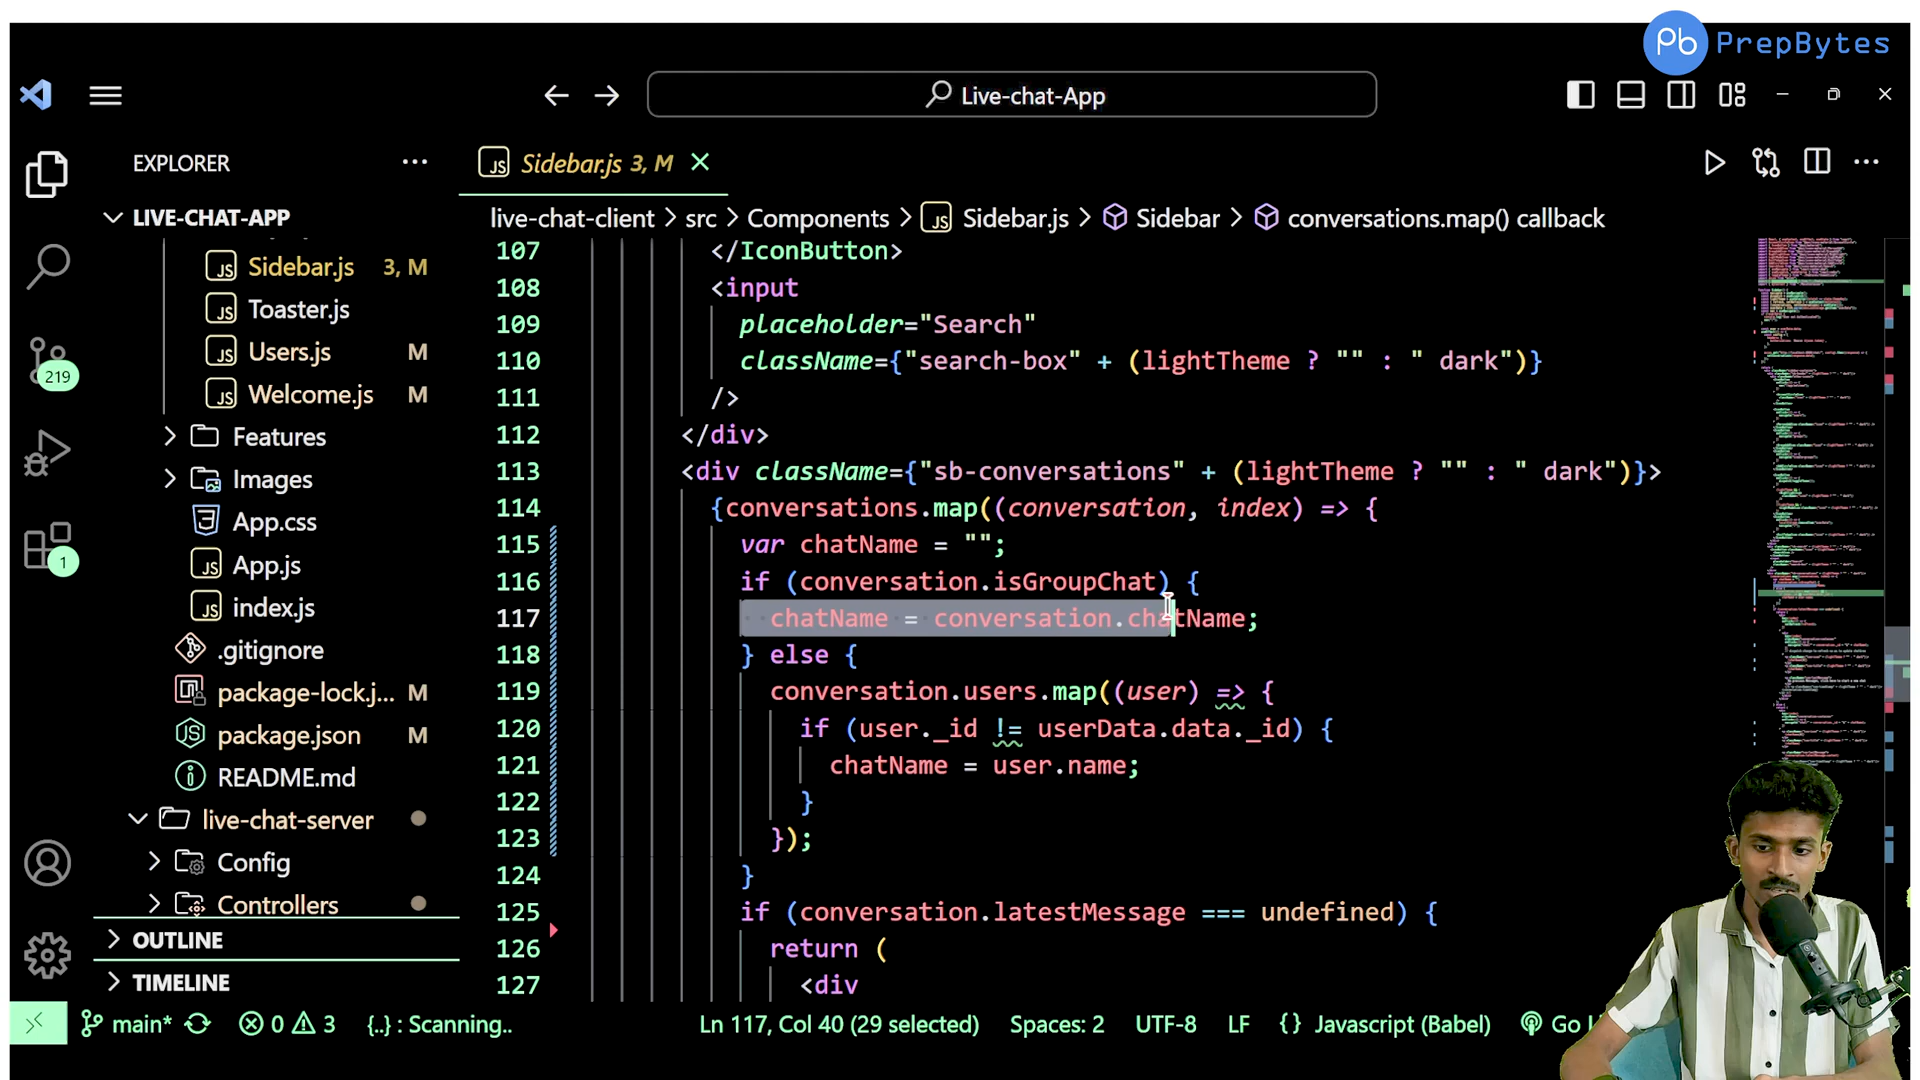 Pb PrepBytes
Live-chat-App
EXPLORER
Sidebar.js 3, M
LIVE-CHAT-APP
live-chat-client > src > Components > Sidebar.js > Sidebar > conversations.map() callback
Sidebar.js 3, M
Toaster.js
Users.js M
Welcome.js M
Features
Images
App.css
App.js
index.js
.gitignore
package-lock.j... M
package.json M
README.md
live-chat-server
Config
Controllers
OUTLINE
TIMELINE
219
1
107 </IconButton>
108 <input
109 placeholder="Search"
110 className={"search-box" + (lightTheme ? "" : " dark")}
111 />
112 </div>
113 <div className={"sb-conversations" + (lightTheme ? "" : " dark")}>
114 {conversations.map((conversation, index) => {
115 var chatName = "";
116 if (conversation.isGroupChat) {
117 chatName = conversation.chatName;
118 } else {
119 conversation.users.map((user) => {
120 if (user._id != userData.data._id) {
121 chatName = user.name;
122 }
123 });
124 }
125 if (conversation.latestMessage === undefined) {
126 return (
127 <div
main* 0 3 {..} : Scanning.. Ln 117, Col 40 (29 selected) Spaces: 2 UTF-8 LF {} Javascript (Babel) Go